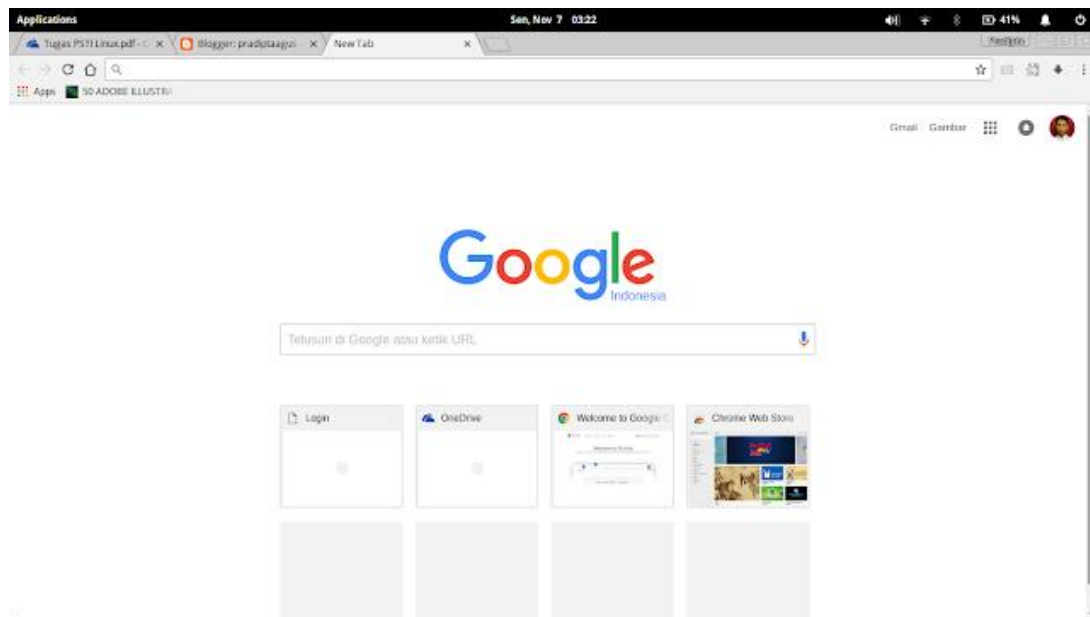 Applications Sen, Nov 7 03:22 41%
Tugas PSTI Linux.pdf - Blogger: pradiptaagus New Tab
Apps 50 ADOBE ILLUSTRA
Gmail Gambar
Google
Indonesia
Telusuri di Google atau ketik URL
Login OneDrive Welcome to Google C Chrome Web Store